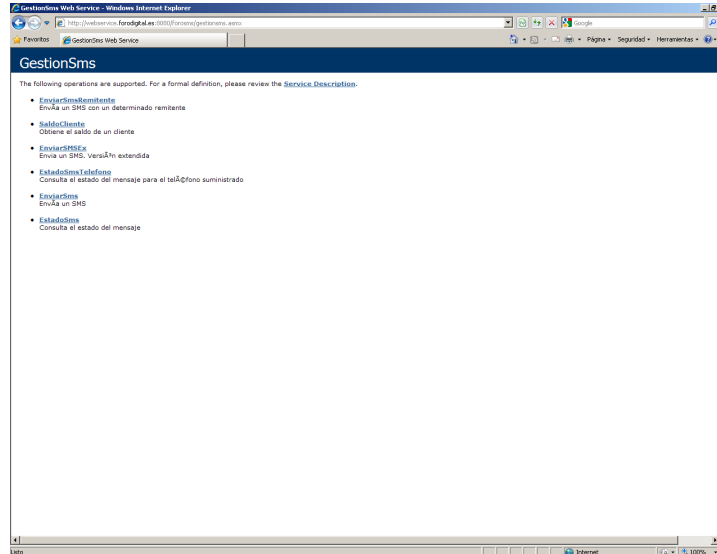 GestionSms Web Service - Windows Internet Explorer
http://webservice.forodigital.es:8080/Forosms/gestionsms.asmx
Google
Favoritos
GestionSms Web Service
Página
Seguridad
Herramientas
GestionSms
The following operations are supported. For a formal definition, please review the Service Description.
EnviarSmsRemitente
EnvÃa un SMS con un determinado remitente
SaldoCliente
Obtiene el saldo de un cliente
EnviarSMSEx
Envia un SMS. VersiÃ³n extendida
EstadoSmsTelefono
Consulta el estado del mensaje para el telÃ©fono suministrado
EnviarSms
EnvÃa un SMS
EstadoSms
Consulta el estado del mensaje
Listo
Internet
100%